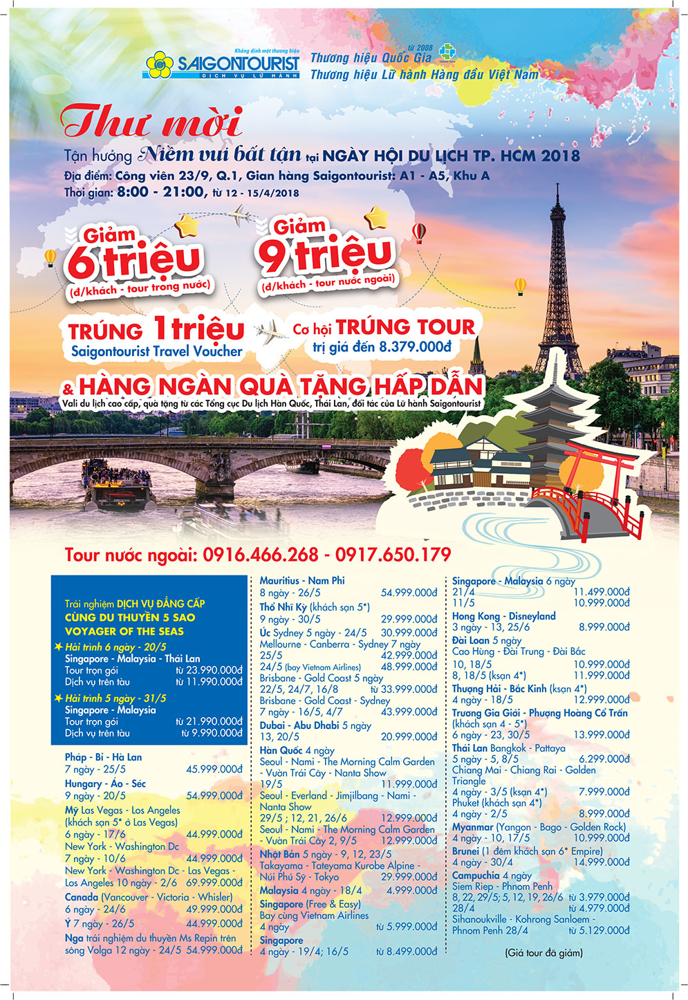 Khẳng định một thương hiệu
SAIGONTOURIST
DỊCH VỤ LỮ HÀNH
từ 2008
Thương hiệu Quốc Gia
Thương hiệu Lữ hành Hàng đầu Việt Nam
Thư mời
Tận hưởng Niềm vui bất tận tại NGÀY HỘI DU LỊCH TP. HCM 2018
Địa điểm: Công viên 23/9, Q.1, Gian hàng Saigontourist: A1 - A5, Khu A
Thời gian: 8:00 - 21:00, từ 12 - 15/4/2018
Giảm
6 triệu
(đ/khách - tour trong nước)
Giảm
9 triệu
(đ/khách - tour nước ngoài)
TRÚNG 1 triệu
Saigontourist Travel Voucher
Cơ hội TRÚNG TOUR
trị giá đến 8.379.000đ
& HÀNG NGÀN QUÀ TẶNG HẤP DẪN
Vali du lịch cao cấp, quà tặng từ các Tổng cục Du lịch Hàn Quốc, Thái Lan, đối tác của Lữ hành Saigontourist
Tour nước ngoài: 0916.466.268 - 0917.650.179
Trải nghiệm DỊCH VỤ ĐẲNG CẤP
CÙNG DU THUYỀN 5 SAO
VOYAGER OF THE SEAS
Hải trình 6 ngày - 20/5
Singapore - Malaysia - Thái Lan
Tour trọn gói từ 23.990.000đ
Dịch vụ trên tàu từ 11.990.000đ
Hải trình 5 ngày - 31/5
Singapore - Malaysia
Tour trọn gói từ 21.990.000đ
Dịch vụ trên tàu từ 9.990.000đ
Pháp - Bỉ - Hà Lan
7 ngày - 25/5 45.999.000đ
Hungary - Áo - Séc
9 ngày - 20/5 54.999.000đ
Mỹ Las Vegas - Los Angeles
(khách sạn 5* ở Las Vegas)
6 ngày - 17/6 44.999.000đ
New York - Washington Dc
7 ngày - 10/6 44.999.000đ
New York - Washington Dc - Las Vegas -
Los Angeles 10 ngày - 2/6 69.999.000đ
Canada (Vancouver - Victoria - Whisler)
6 ngày - 24/6 49.999.000đ
Ý 7 ngày - 26/5 44.999.000đ
Nga trải nghiệm du thuyền Ms Repin trên
sông Volga 12 ngày - 24/5 54.999.000đ
Mauritius - Nam Phi
8 ngày - 26/5 54.999.000đ
Thổ Nhĩ Kỳ (khách sạn 5*)
9 ngày - 30/5 29.999.000đ
Úc Sydney 5 ngày - 24/5 30.999.000đ
Mellourne - Canberra - Sydney 7 ngày
25/5 42.999.000đ
24/5 (bay Vietnam Airlines) 48.999.000đ
Brisbane - Gold Coast 5 ngày
22/5, 24/7, 16/8 từ 33.999.000đ
Brisbane - Gold Coast - Sydney
7 ngày - 16/5, 4/7 43.999.000đ
Dubai - Abu Dhabi 5 ngày
13, 20/5 20.999.000đ
Hàn Quốc 4 ngày
Seoul - Nami - The Morning Calm Garden
- Vườn Trái Cây - Nanta Show
19/5 11.999.000đ
Seoul - Everland - Jimjilbang - Nami -
Nanta Show
29/5 ; 12, 21, 26/6 12.999.000đ
Seoul - Nami - The Morning Calm Garden
- Vườn Trái Cây 2, 9/5 12.999.000đ
Nhật Bản 5 ngày - 9, 12, 23/5
Takayama - Tateyama Kurobe Alpine -
Núi Phú Sỹ - Tokyo 29.999.000đ
Malaysia 4 ngày - 18/4 4.999.000đ
Singapore (Free & Easy)
Bay cùng Vietnam Airlines
4 ngày từ 5.999.000đ
Singapore
4 ngày - 19/4; 16/5 từ 8.499.000đ
Singapore - Malaysia 6 ngày
21/4 11.499.000đ
11/5 10.999.000đ
Hong Kong - Disneyland
3 ngày - 13, 25/6 8.999.000đ
Đài Loan 5 ngày
Cao Hùng - Đài Trung - Đài Bắc
10, 18/5 10.999.000đ
8, 18/5 (ksạn 4*) 11.999.000đ
Thượng Hải - Bắc Kinh (ksạn 4*)
4 ngày - 18/5 12.999.000đ
Trương Gia Giới - Phượng Hoàng Cổ Trấn
(khách sạn 4 - 5*)
6 ngày - 23, 30/5 13.999.000đ
Thái Lan Bangkok - Pattaya
5 ngày - 5, 8/5 6.299.000đ
Chiang Mai - Chiang Rai - Golden
Triangle
4 ngày - 3/5 (ksạn 4*) 7.999.000đ
Phuket (khách sạn 4*)
4 ngày - 2/5 8.999.000đ
Myanmar (Yangon - Bago - Golden Rock)
4 ngày - 10, 17/5 10.999.000đ
Brunei (1 đêm khách sạn 6* Empire)
4 ngày - 30/4 14.999.000đ
Campuchia 4 ngày
Siem Riep - Phnom Penh
8, 22, 29/5; 5, 12, 19, 26/6 từ 3.979.000đ
28/4 từ 4.979.000đ
Sihanoukville - Kohrong Sanloem -
Phnom Penh 28/4 từ 5.129.000đ
(Giá tour đã giảm)